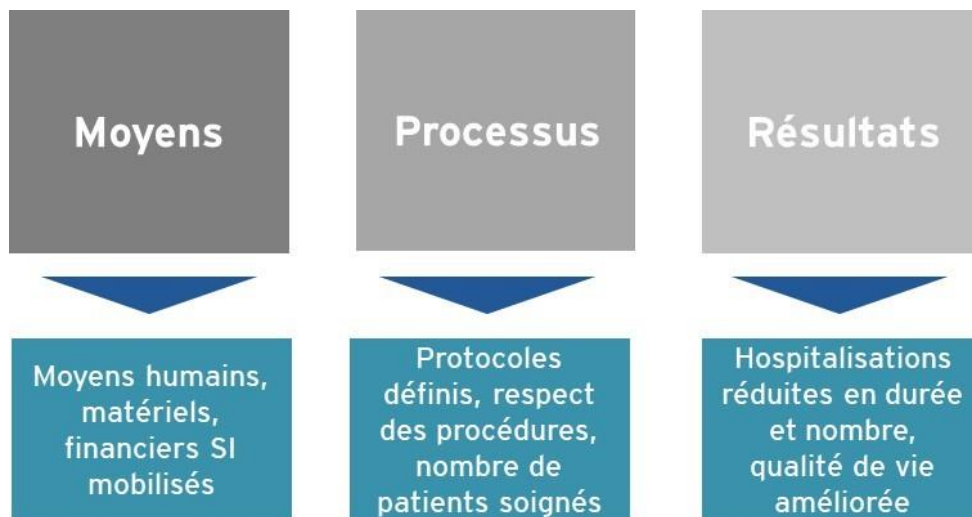 Moyens
Processus
Résultats
Moyens humains,
matériels,
financiers SI
mobilisés
Protocoles
définis, respect
des procédures,
nombre de
patients soignés
Hospitalisations
réduites en durée
et nombre,
qualité de vie
améliorée